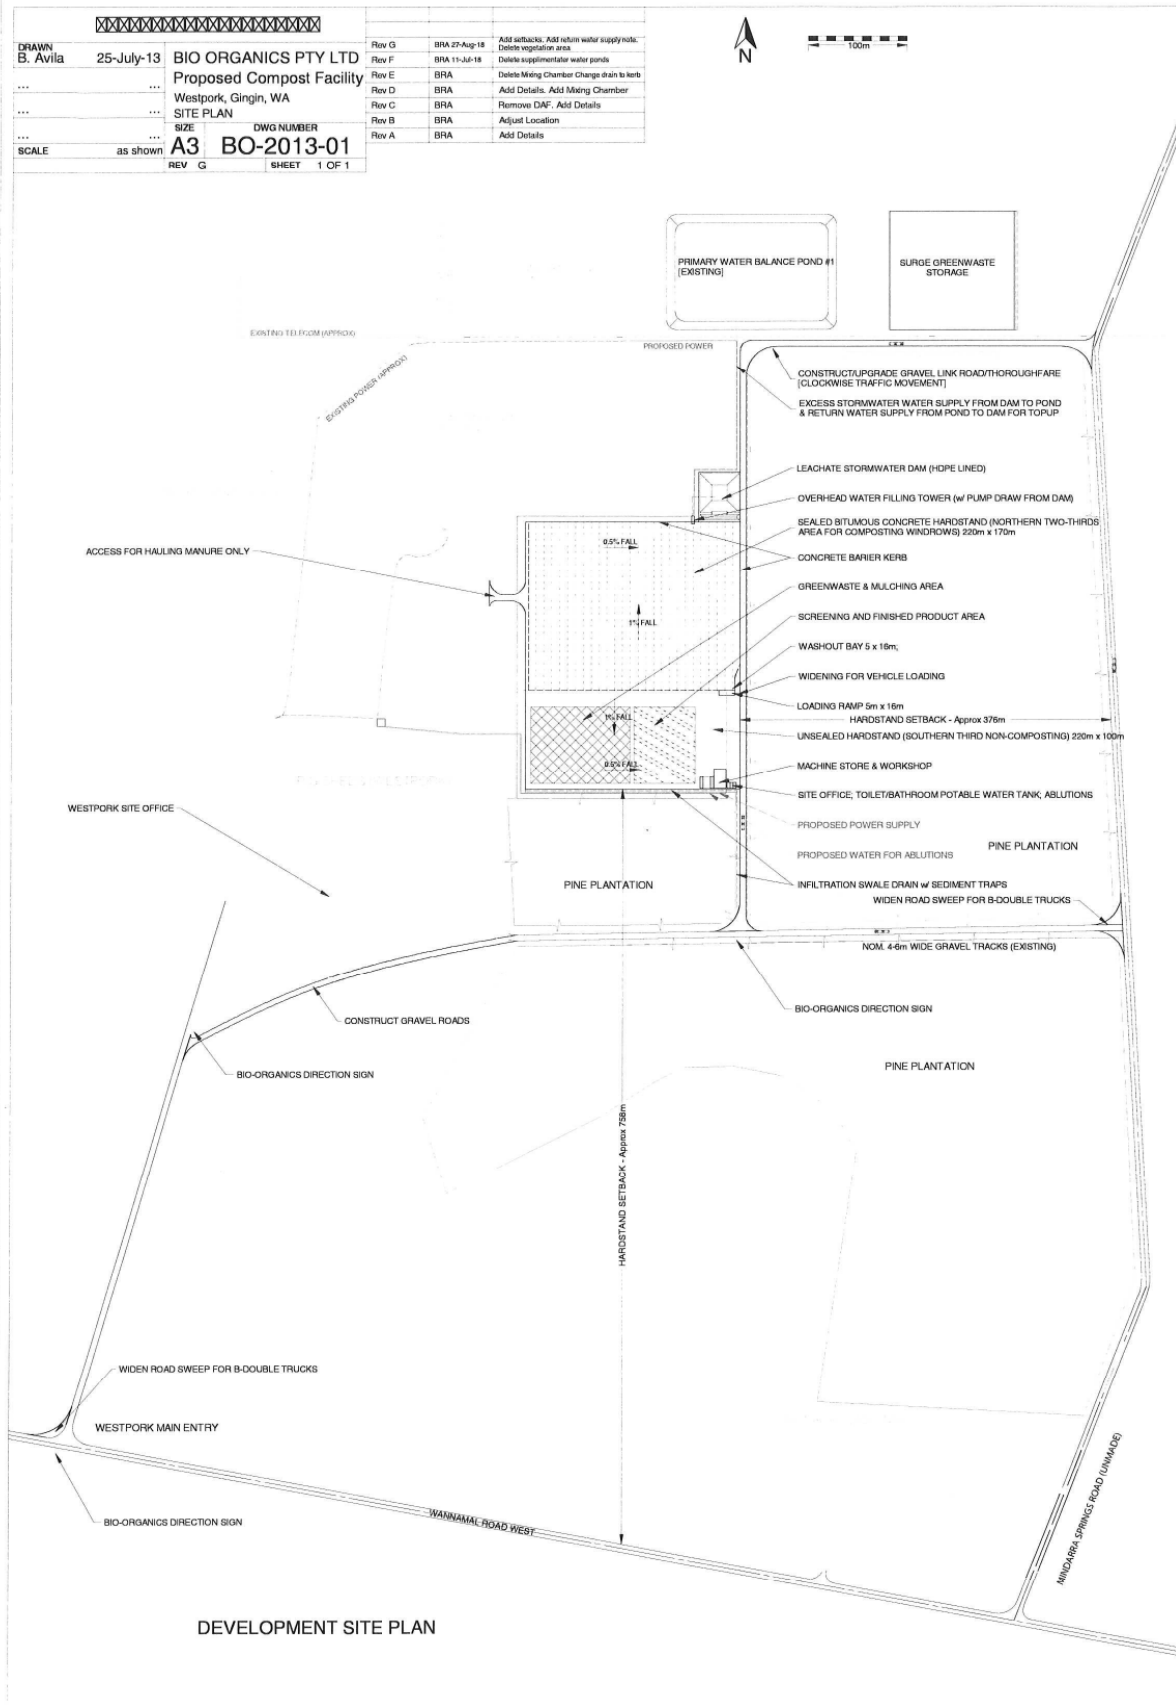 DRAWN
B. Avila 25-July-13
... ...
... ...
... ...
SCALE as shown
BIO ORGANICS PTY LTD
Proposed Compost Facility
Westpork, Gingin, WA
SITE PLAN
SIZE DWG NUMBER
A3 BO-2013-01
REV G SHEET 1 OF 1
Rev G BRA 27-Aug-18 Add setbacks. Add return water supply note.
Delete vegetation area
Rev F BRA 11-Jul-18 Delete supplimentater water ponds
Rev E BRA Delete Mixing Chamber Change drain to kerb
Rev D BRA Add Details. Add Mixing Chamber
Rev C BRA Remove DAF. Add Details
Rev B BRA Adjust Location
Rev A BRA Add Details
N
100m
PRIMARY WATER BALANCE POND #1
[EXISTING]
SURGE GREENWASTE
STORAGE
EXISTING TELECOM (APPROX)
PROPOSED POWER
EXISTING POWER (APPROX)
CONSTRUCT/UPGRADE GRAVEL LINK ROAD/THOROUGHFARE
[CLOCKWISE TRAFFIC MOVEMENT]
EXCESS STORMWATER WATER SUPPLY FROM DAM TO POND
& RETURN WATER SUPPLY FROM POND TO DAM FOR TOPUP
LEACHATE STORMWATER DAM (HDPE LINED)
OVERHEAD WATER FILLING TOWER (w/ PUMP DRAW FROM DAM)
SEALED BITUMOUS CONCRETE HARDSTAND (NORTHERN TWO-THIRDS
AREA FOR COMPOSTING WINDROWS) 220m x 170m
0.5% FALL
ACCESS FOR HAULING MANURE ONLY
CONCRETE BARIER KERB
GREENWASTE & MULCHING AREA
SCREENING AND FINISHED PRODUCT AREA
1% FALL
WASHOUT BAY 5 x 16m;
WIDENING FOR VEHICLE LOADING
LOADING RAMP 5m x 16m
1% FALL
HARDSTAND SETBACK - Approx 376m
UNSEALED HARDSTAND (SOUTHERN THIRD NON-COMPOSTING) 220m x 100m
0.5% FALL
MACHINE STORE & WORKSHOP
SITE OFFICE; TOILET/BATHROOM POTABLE WATER TANK; ABLUTIONS
WESTPORK SITE OFFICE
PROPOSED POWER SUPPLY
PINE PLANTATION
PROPOSED WATER FOR ABLUTIONS
PINE PLANTATION
INFILTRATION SWALE DRAIN w/ SEDIMENT TRAPS
WIDEN ROAD SWEEP FOR B-DOUBLE TRUCKS
NOM. 4-6m WIDE GRAVEL TRACKS (EXISTING)
BIO-ORGANICS DIRECTION SIGN
CONSTRUCT GRAVEL ROADS
PINE PLANTATION
BIO-ORGANICS DIRECTION SIGN
HARDSTAND SETBACK - Approx 758m
WIDEN ROAD SWEEP FOR B-DOUBLE TRUCKS
WESTPORK MAIN ENTRY
BIO-ORGANICS DIRECTION SIGN
WANNAMAL ROAD WEST
MINDARRA SPRINGS ROAD (UNMADE)
DEVELOPMENT SITE PLAN